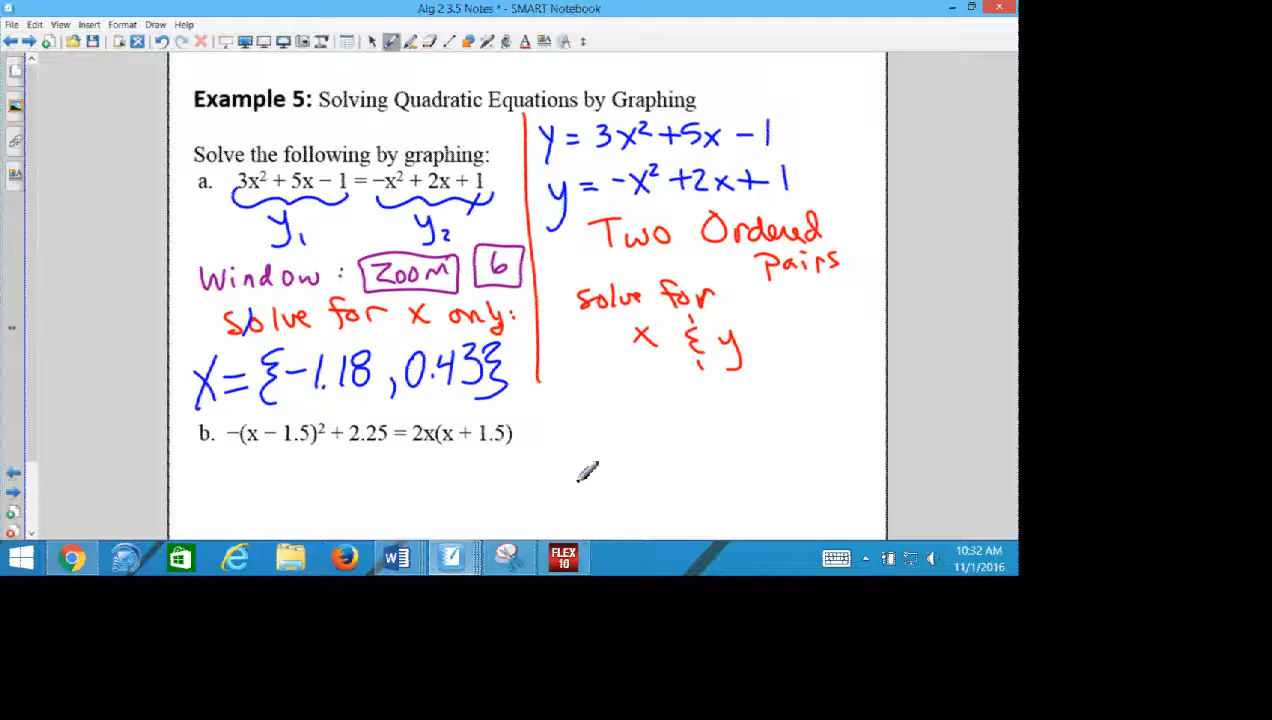 Alg 2 3.5 Notes * - SMART Notebook
File Edit View Insert Format Draw Help
Example 5: Solving Quadratic Equations by Graphing
Solve the following by graphing:
a. 3x² + 5x − 1 = −x² + 2x + 1
y₁ y₂
Window : ZOOM 6
solve for x only:
x = {-1.18, 0.43}
y = 3x² + 5x - 1
y = -x² + 2x + 1
Two Ordered
pairs
solve for
x & y
b. −(x − 1.5)² + 2.25 = 2x(x + 1.5)
FLEX
10
10:32 AM
11/1/2016